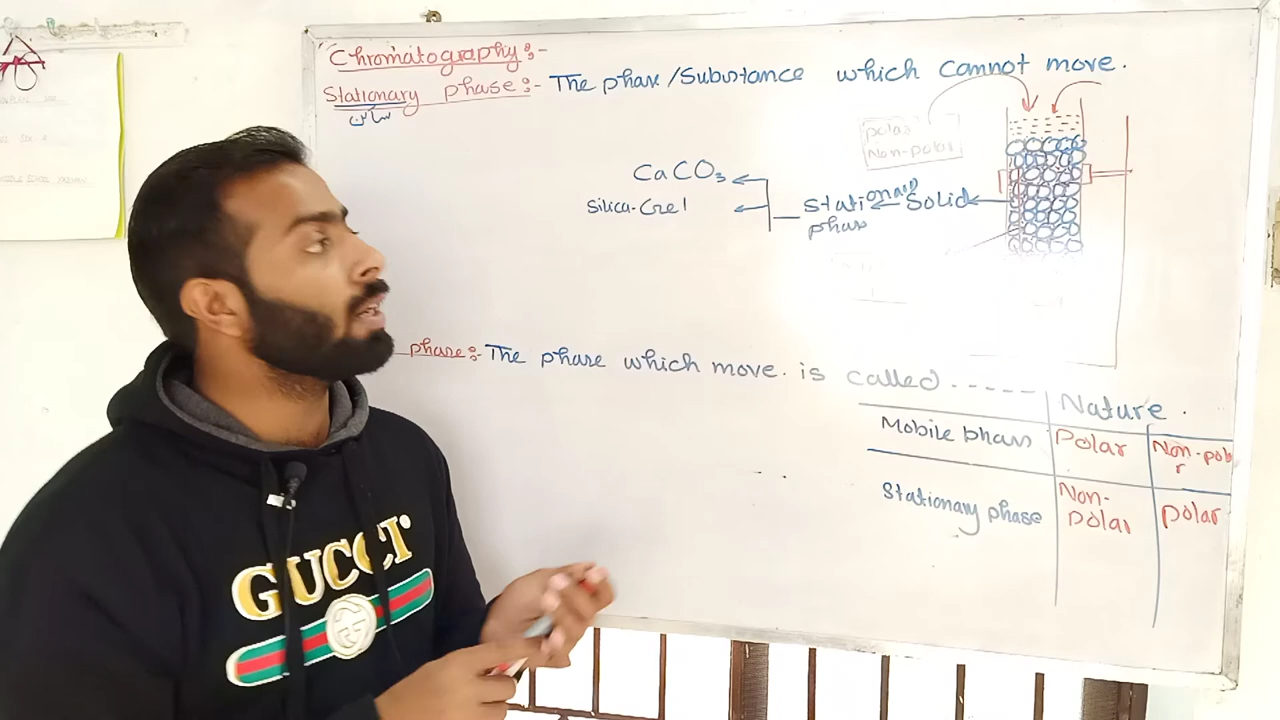 Chromatography:-
Stationary phase:- The phase/Substance which cannot move.
ساکن
polar
Non-polar
CaCO3
Silica-Gel
Stationary phase
Solid
phase:- The phase which move. is called -----
Nature.
Mobile phase Polar Non-polar
Stationary phase Non-polar polar
GUCCI